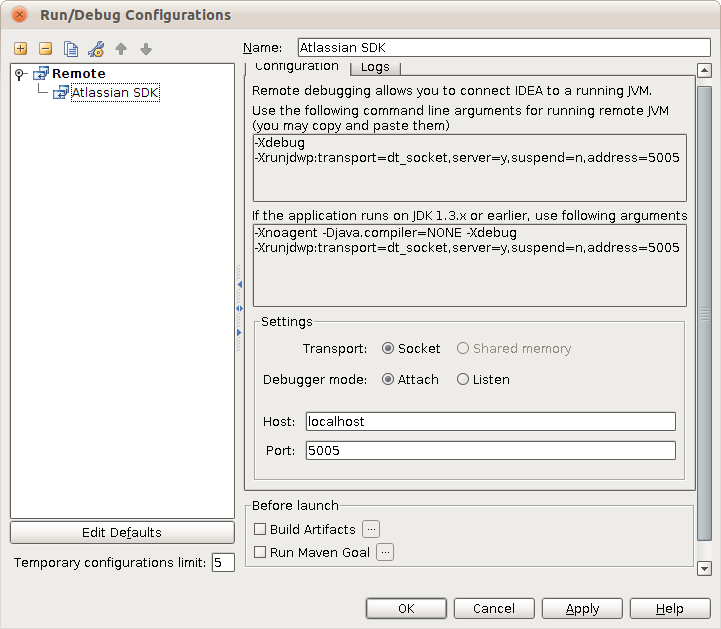 Run/Debug Configurations
Name: Atlassian SDK
Remote
Atlassian SDK
Configuration Logs
Remote debugging allows you to connect IDEA to a running JVM.
Use the following command line arguments for running remote JVM
(you may copy and paste them)
-Xdebug
-Xrunjdwp:transport=dt_socket,server=y,suspend=n,address=5005
If the application runs on JDK 1.3.x or earlier, use following arguments
-Xnoagent -Djava.compiler=NONE -Xdebug
-Xrunjdwp:transport=dt_socket,server=y,suspend=n,address=5005
Settings
Transport: Socket Shared memory
Debugger mode: Attach Listen
Host: localhost
Port: 5005
Before launch
Build Artifacts ...
Run Maven Goal ...
Edit Defaults
Temporary configurations limit: 5
OK Cancel Apply Help